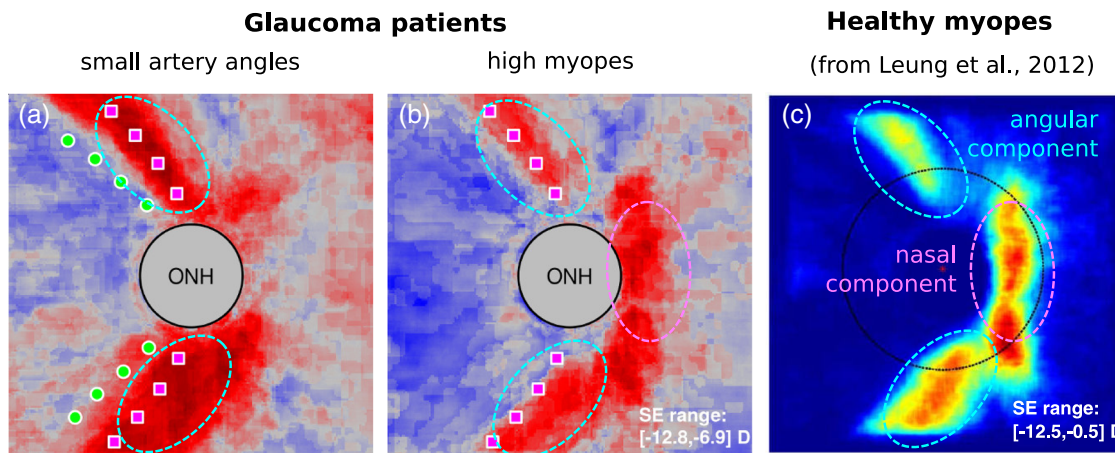 Glaucoma patients
Healthy myopes
small artery angles
high myopes
(from Leung et al., 2012)
(a)
ONH
(b)
ONH
SE range:
[-12.8,-6.9] D
(c)
angular
component
nasal
component
SE range:
[-12.5,-0.5] D